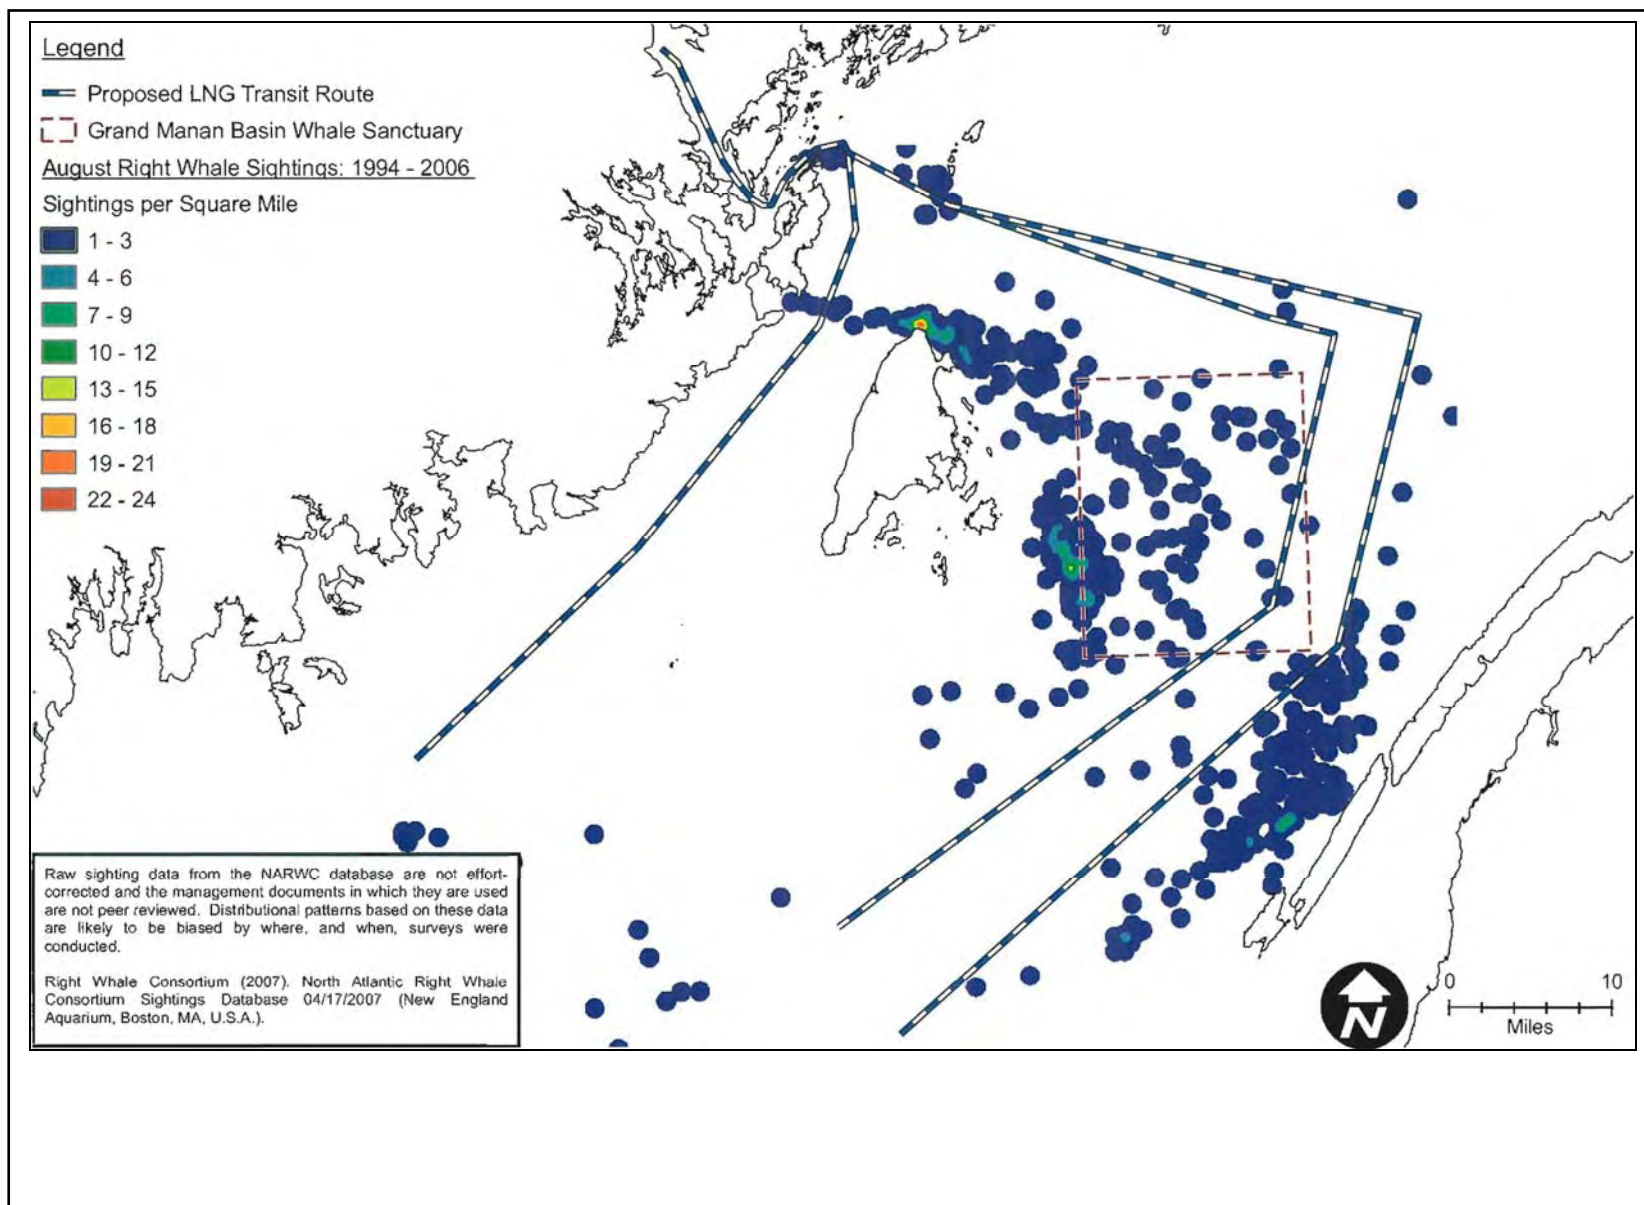 Legend
Proposed LNG Transit Route
Grand Manan Basin Whale Sanctuary
August Right Whale Sightings: 1994 - 2006
Sightings per Square Mile
1 - 3
4 - 6
7 - 9
10 - 12
13 - 15
16 - 18
19 - 21
22 - 24
Raw sighting data from the NARWC database are not effort-
corrected and the management documents in which they are used
are not peer reviewed. Distributional patterns based on these data
are likely to be biased by where, and when, surveys were
conducted.
Right Whale Consortium (2007). North Atlantic Right Whale
Consortium Sightings Database 04/17/2007 (New England
Aquarium, Boston, MA, U.S.A.).
N
0 10
Miles